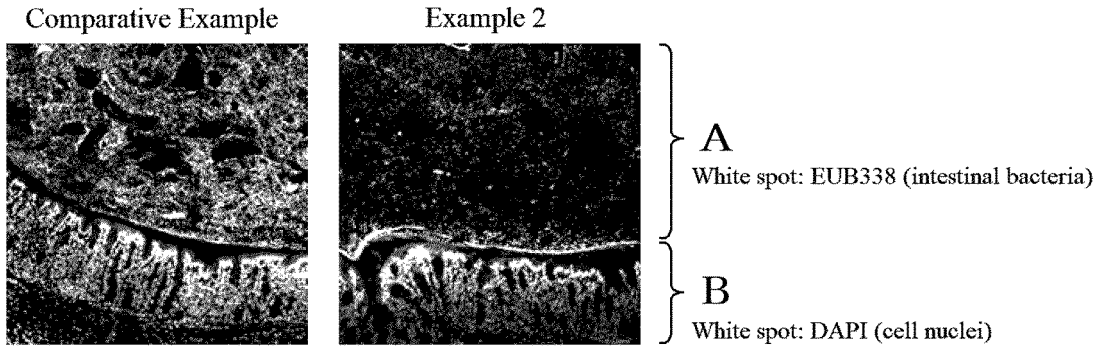 Comparative Example
Example 2
A
White spot: EUB338 (intestinal bacteria)
B
White spot: DAPI (cell nuclei)